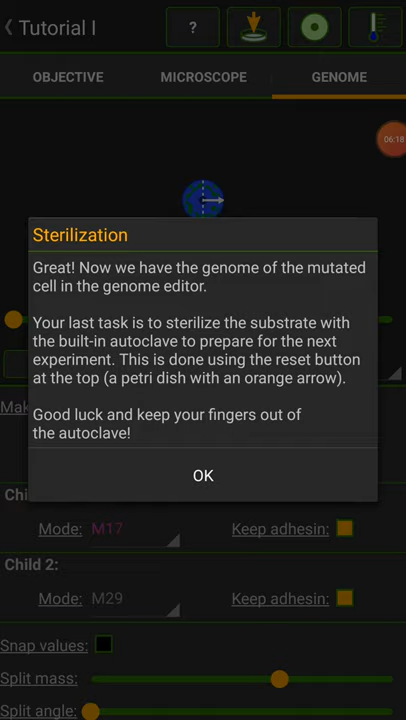 Tutorial I
?
OBJECTIVE
MICROSCOPE
GENOME
06:18
Sterilization
Great! Now we have the genome of the mutated
cell in the genome editor.
Your last task is to sterilize the substrate with
the built-in autoclave to prepare for the next
experiment. This is done using the reset button
at the top (a petri dish with an orange arrow).
Good luck and keep your fingers out of
the autoclave!
OK
Mak
Chi
Mode: M17 Keep adhesin:
Child 2:
Mode: M29 Keep adhesin:
Snap values:
Split mass:
Split angle: